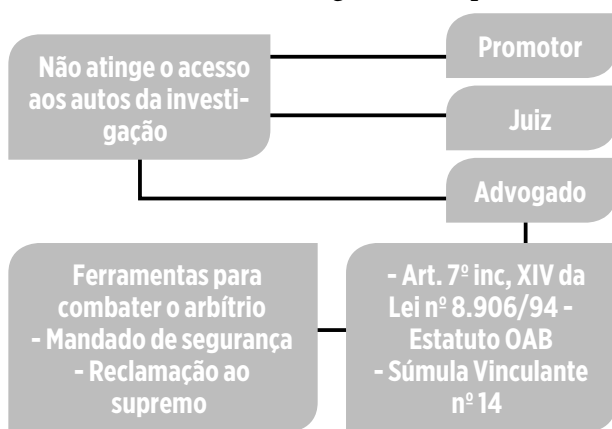 Não atinge o acesso
aos autos da investi-
gação
Promotor
Juiz
Advogado
Ferramentas para
combater o arbítrio
- Mandado de segurança
- Reclamação ao
supremo
- Art. 7º inc, XIV da
Lei nº 8.906/94 -
Estatuto OAB
- Súmula Vinculante
nº 14